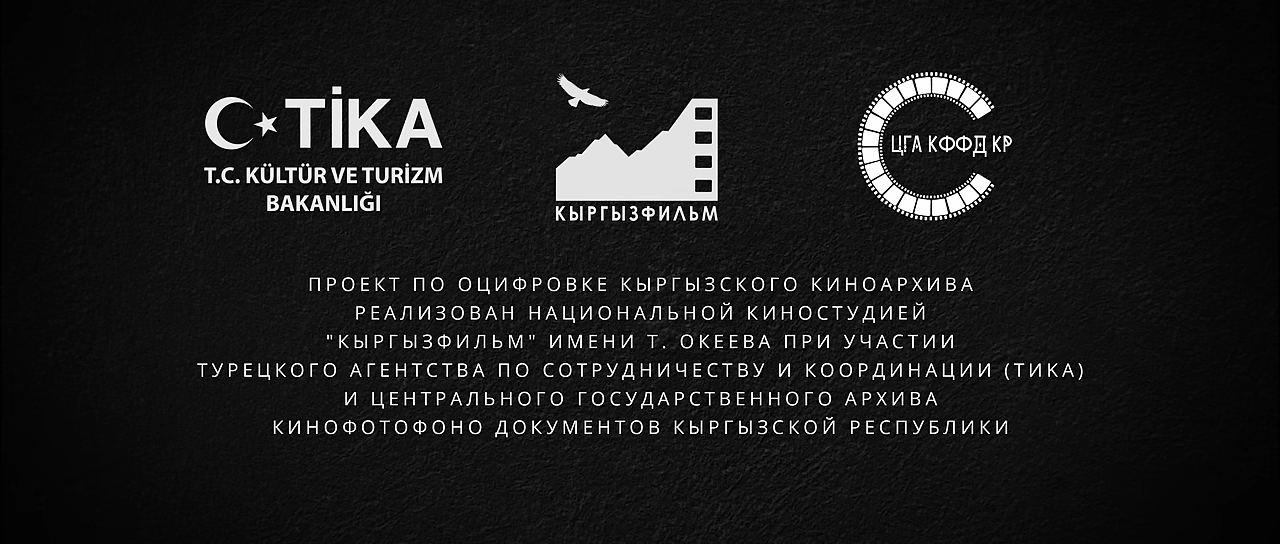 TİKA
T.C. KÜLTÜR VE TURİZM
BAKANLIĞI
КЫРГЫЗФИЛЬМ
ЦГА КФФД КР
ПРОЕКТ ПО ОЦИФРОВКЕ КЫРГЫЗСКОГО КИНОАРХИВА
РЕАЛИЗОВАН НАЦИОНАЛЬНОЙ КИНОСТУДИЕЙ
"КЫРГЫЗФИЛЬМ" ИМЕНИ Т. ОКЕЕВА ПРИ УЧАСТИИ
ТУРЕЦКОГО АГЕНТСТВА ПО СОТРУДНИЧЕСТВУ И КООРДИНАЦИИ (ТИКА)
И ЦЕНТРАЛЬНОГО ГОСУДАРСТВЕННОГО АРХИВА
КИНОФОТОФОНО ДОКУМЕНТОВ КЫРГЫЗСКОЙ РЕСПУБЛИКИ